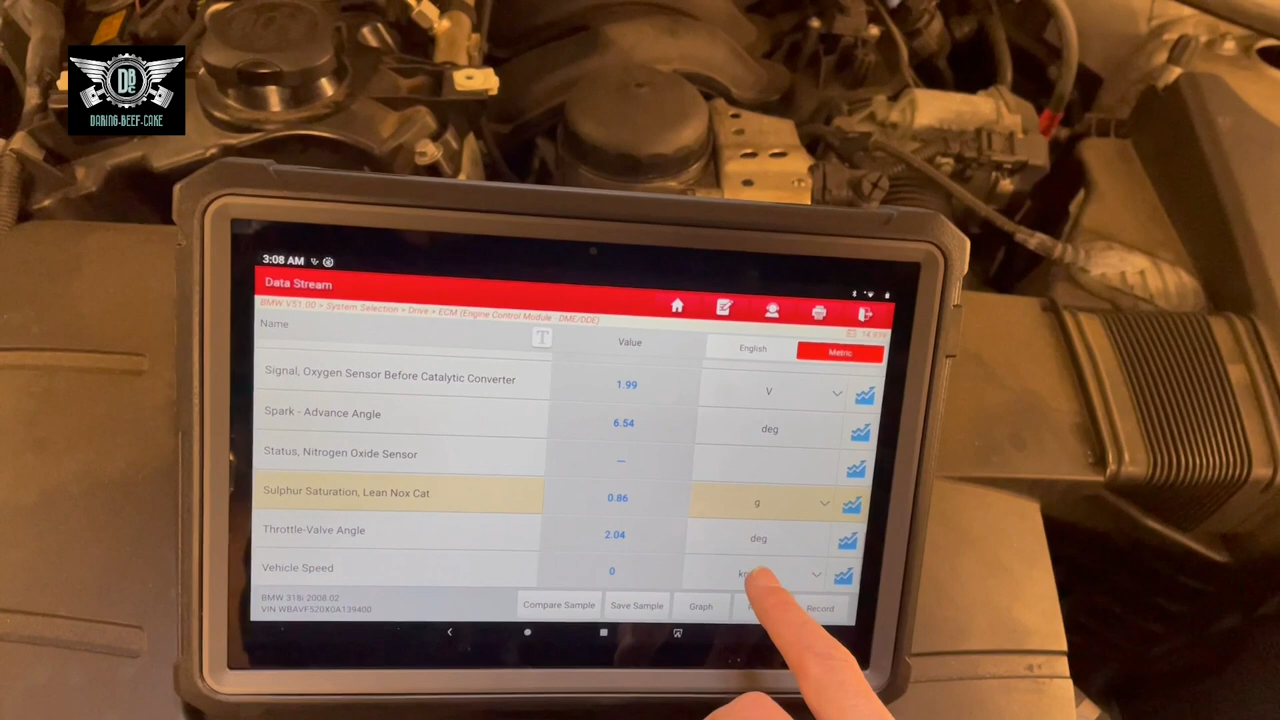 DBC
DARING-BEEF-CAKE
3:08 AM
Data Stream
BMW V51.00 > System Selection > Drive > ECM (Engine Control Module - DME/DDE)
Name
T
Value
English
Metric
Signal, Oxygen Sensor Before Catalytic Converter
1.99
V
Spark - Advance Angle
6.54
deg
Status, Nitrogen Oxide Sensor
—
Sulphur Saturation, Lean Nox Cat
0.86
g
Throttle-Valve Angle
2.04
deg
Vehicle Speed
0
BMW 318i 2008.02
VIN WBAVF520X0A139400
Compare Sample
Save Sample
Graph
Record